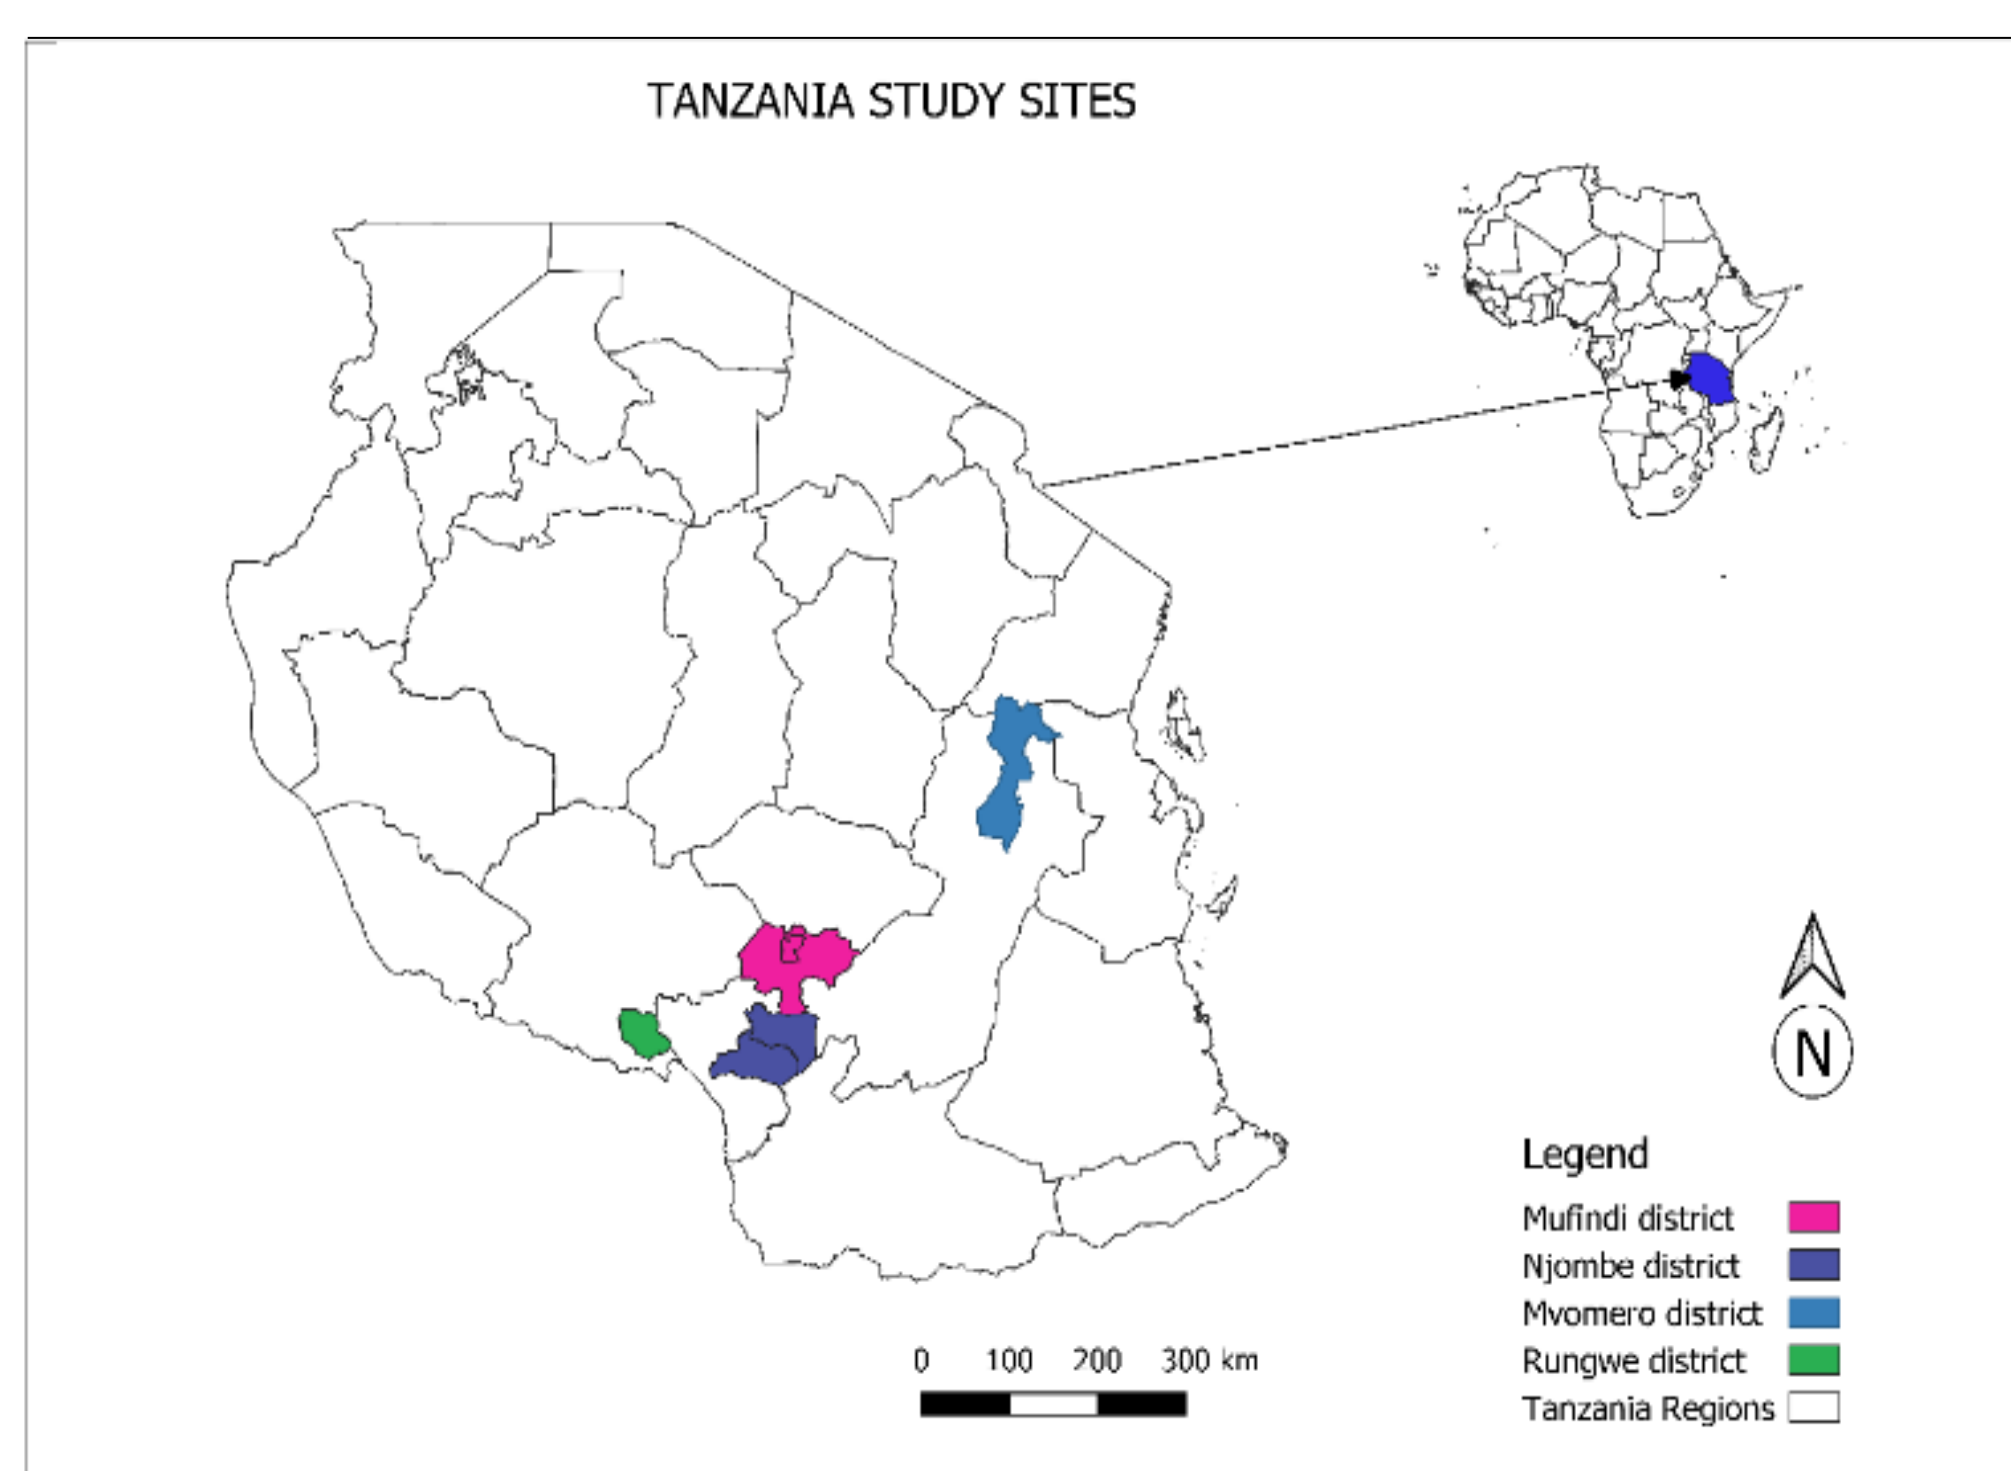 TANZANIA STUDY SITES
N
Legend
Mufindi district
Njombe district
Mvomero district
Rungwe district
Tanzania Regions
0 100 200 300 km